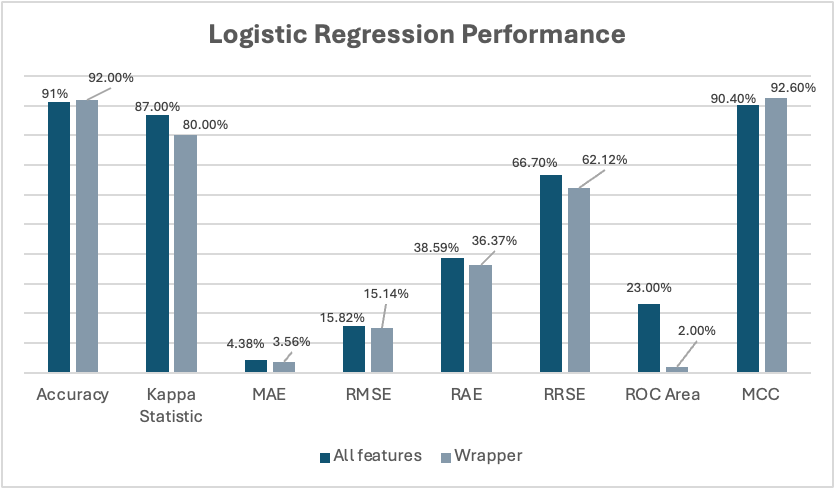 Logistic Regression Performance
91%
92.00%
87.00%
80.00%
4.38%
3.56%
15.82%
15.14%
38.59%
36.37%
66.70%
62.12%
23.00%
2.00%
90.40%
92.60%
Accuracy
Kappa
Statistic
MAE
RMSE
RAE
RRSE
ROC Area
MCC
All features
Wrapper